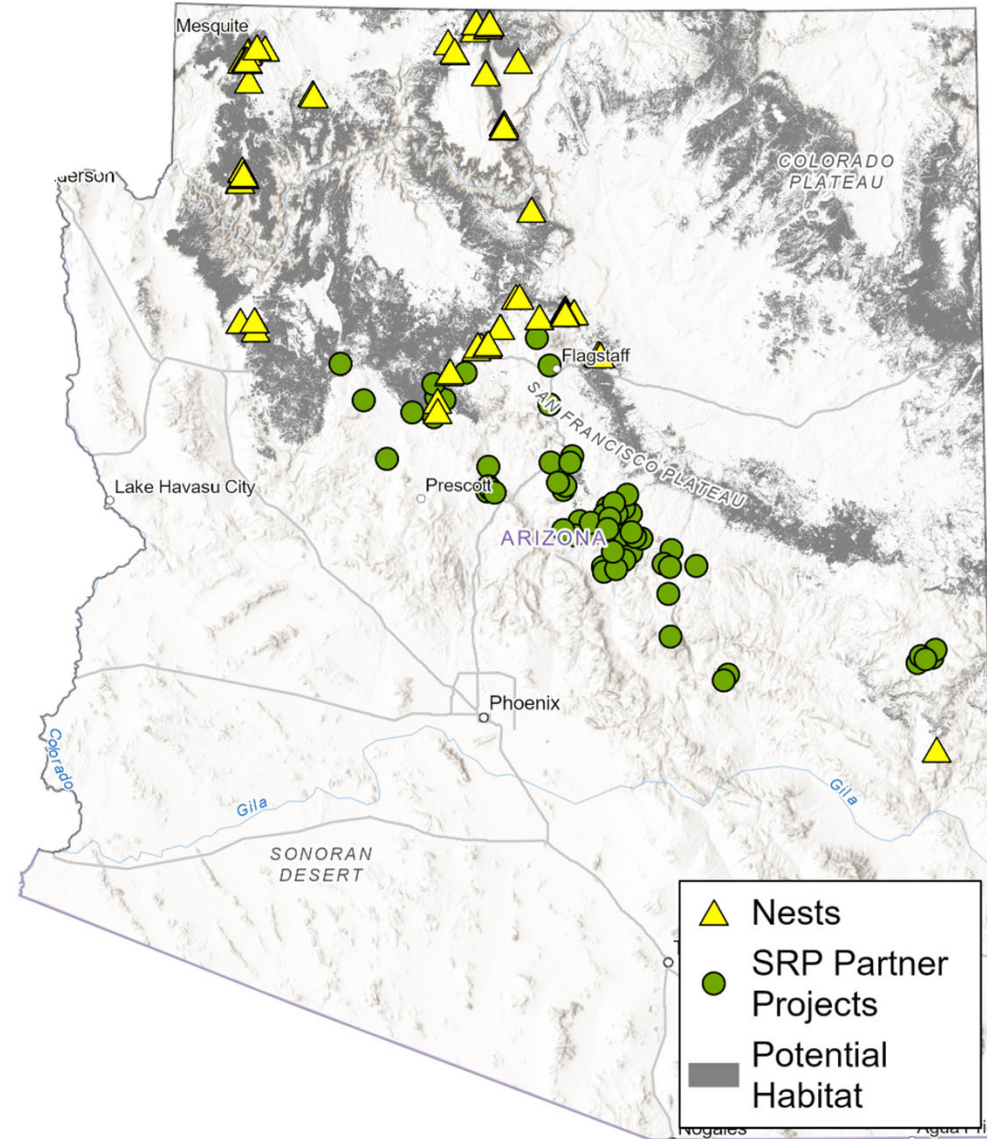 Mesquite
COLORADO
PLATEAU
Flagstaff
SAN FRANCISCO PLATEAU
Lake Havasu City
Prescott
ARIZONA
Phoenix
Colorado
Gila
Gila
SONORAN
DESERT
Nests
SRP Partner
Projects
Potential
Habitat
Nogales